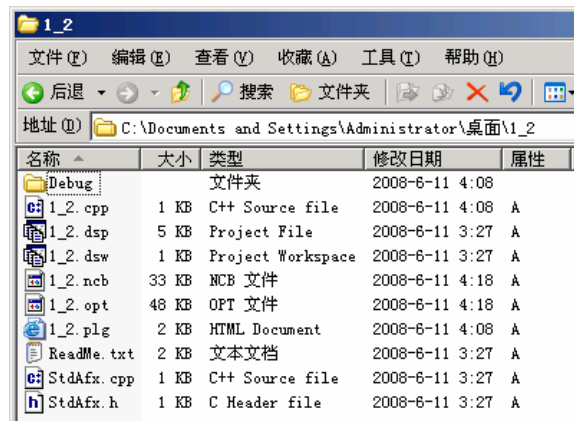 1_2
文件(F) 编辑(E) 查看(V) 收藏(A) 工具(T) 帮助(H)
后退 搜索 文件夹
地址(D) C:\Documents and Settings\Administrator\桌面\1_2
名称 大小 类型 修改日期 属性
Debug 文件夹 2008-6-11 4:08
1_2.cpp 1 KB C++ Source file 2008-6-11 4:08 A
1_2.dsp 5 KB Project File 2008-6-11 3:27 A
1_2.dsw 1 KB Project Workspace 2008-6-11 3:27 A
1_2.ncb 33 KB NCB 文件 2008-6-11 4:18 A
1_2.opt 48 KB OPT 文件 2008-6-11 4:18 A
1_2.plg 2 KB HTML Document 2008-6-11 4:08 A
ReadMe.txt 2 KB 文本文档 2008-6-11 3:27 A
StdAfx.cpp 1 KB C++ Source file 2008-6-11 3:27 A
StdAfx.h 1 KB C Header file 2008-6-11 3:27 A